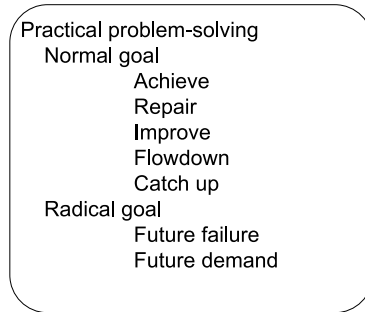 Practical problem-solving
Normal goal
Achieve
Repair
Improve
Flowdown
Catch up
Radical goal
Future failure
Future demand